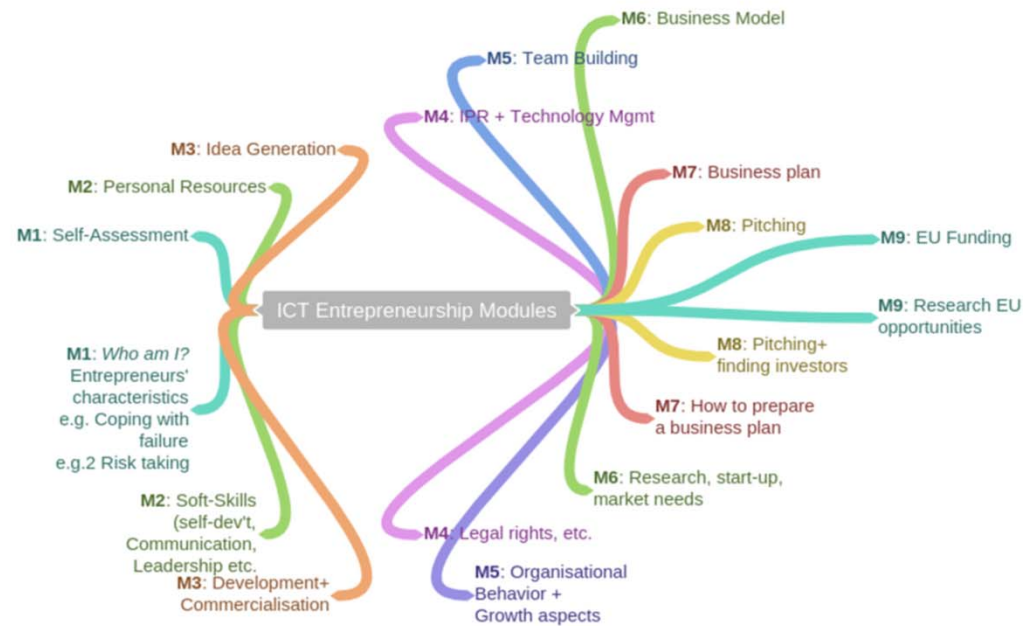 M6: Business Model
M5: Team Building
M4: IPR + Technology Mgmt
M3: Idea Generation
M2: Personal Resources
M1: Self-Assessment
M7: Business plan
M8: Pitching
M9: EU Funding
ICT Entrepreneurship Modules
M9: Research EU
opportunities
M8: Pitching+
finding investors
M7: How to prepare
a business plan
M6: Research, start-up,
market needs
M1: Who am I?
Entrepreneurs'
characteristics
e.g. Coping with
failure
e.g.2 Risk taking
M2: Soft-Skills
(self-dev't,
Communication,
Leadership etc.
M3: Development+
Commercialisation
M4: Legal rights, etc.
M5: Organisational
Behavior +
Growth aspects